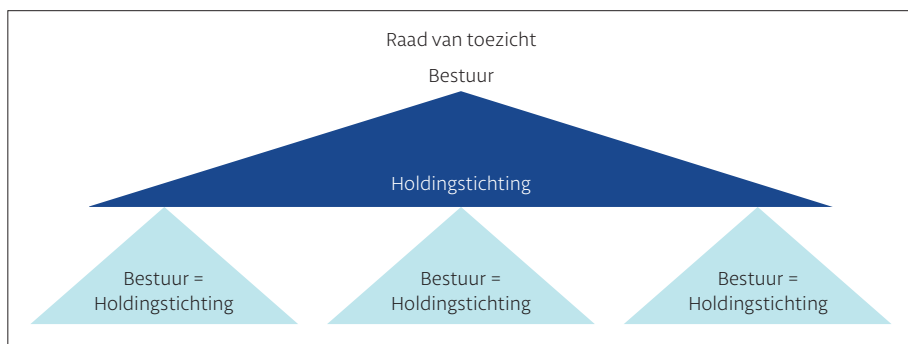 Raad van toezicht
Bestuur
Holdingstichting
Bestuur =
Holdingstichting
Bestuur =
Holdingstichting
Bestuur =
Holdingstichting